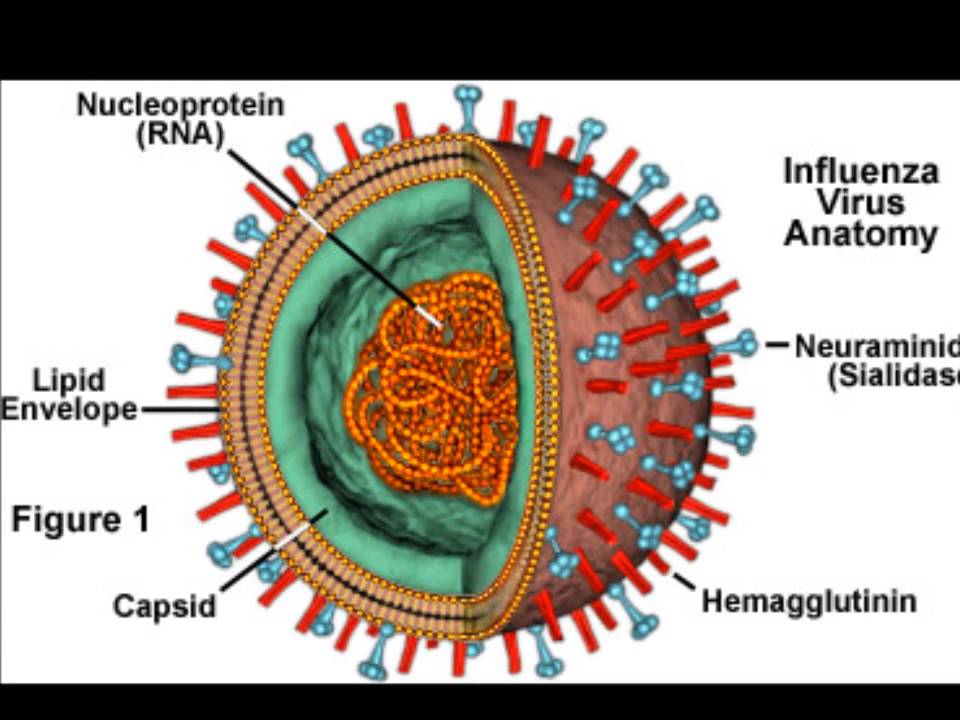 Nucleoprotein
(RNA)
Influenza
Virus
Anatomy
Neuraminid
(Sialidas
Lipid
Envelope
Figure 1
Capsid
Hemagglutinin